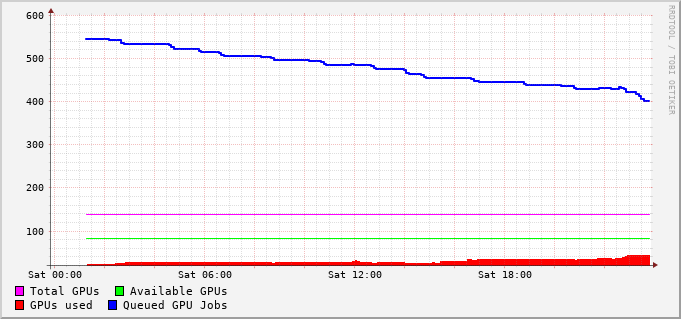 600
500
400
300
200
100
Sat 00:00 Sat 06:00 Sat 12:00 Sat 18:00
Total GPUs Available GPUs
GPUs used Queued GPU Jobs
RRDTOOL / TOBI OETIKER